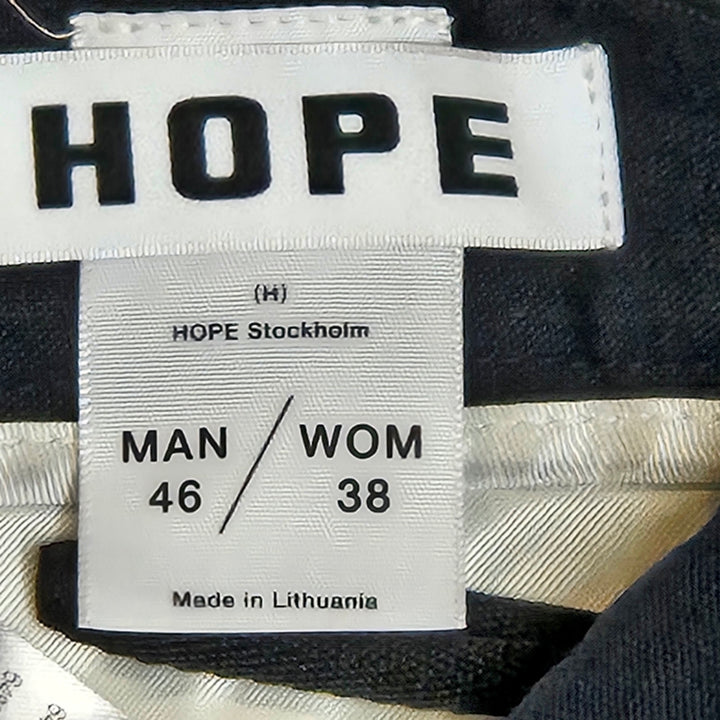 HOPE
(H)
HOPE Stockholm
MAN / WOM
46 38
Made in Lithuania